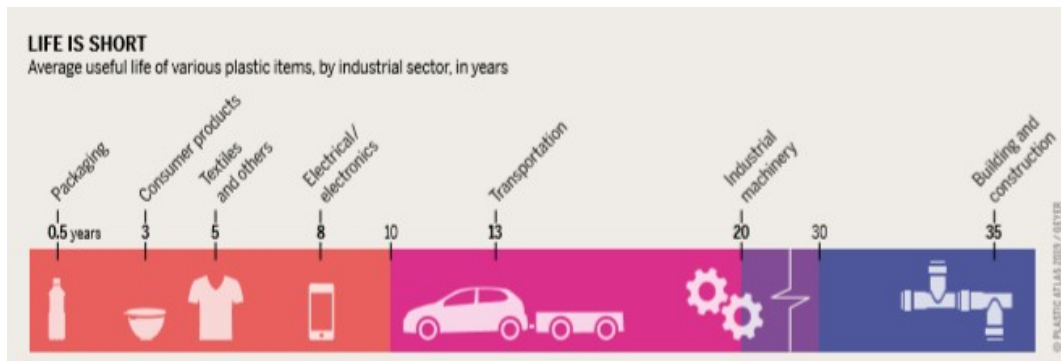 LIFE IS SHORT
Average useful life of various plastic items, by industrial sector, in years
Packaging
Consumer products
Textiles
and others
Electrical/
electronics
Transportation
Industrial
machinery
Building and
construction
0.5 years
3
5
8
10
13
20
30
35
© PLASTIC ATLAS 2019 / GEYER